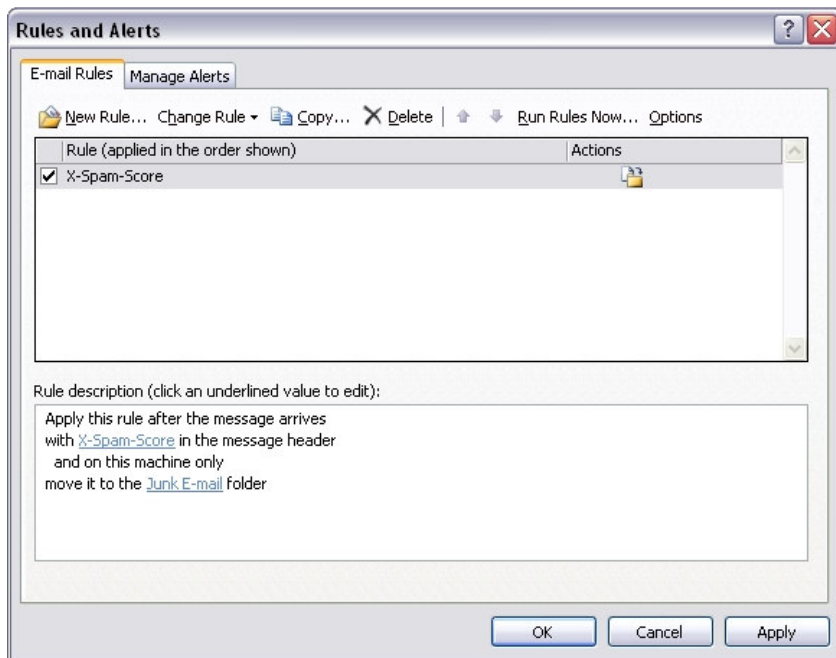 Rules and Alerts
E-mail Rules
Manage Alerts
New Rule... Change Rule Copy... Delete Run Rules Now... Options
Rule (applied in the order shown) Actions
X-Spam-Score
Rule description (click an underlined value to edit):
Apply this rule after the message arrives
with X-Spam-Score in the message header
and on this machine only
move it to the Junk E-mail folder
OK Cancel Apply